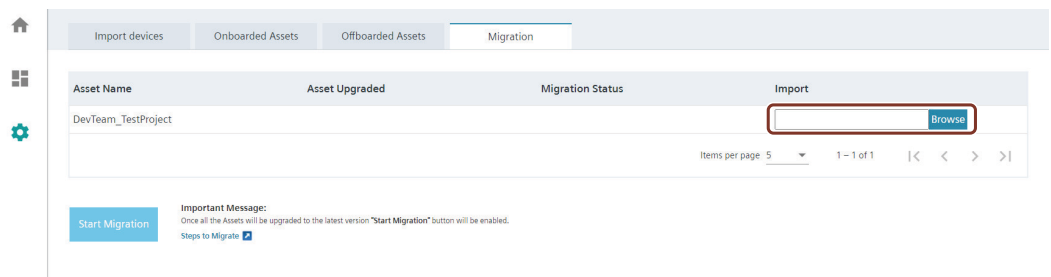 Import devices Onboarded Assets Offboarded Assets Migration
Asset Name Asset Upgraded Migration Status Import
DevTeam_TestProject Browse
Items per page 5 1 – 1 of 1
Important Message:
Start Migration Once all the Assets will be upgraded to the latest version "Start Migration" button will be enabled.
Steps to Migrate